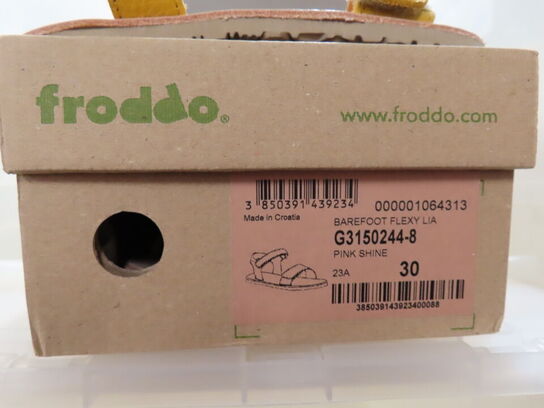 froddo®
www.froddo.com
3 850391 439234
000001064313
Made in Croatia
BAREFOOT FLEXY LIA
G3150244-8
PINK SHINE
23A
30
385039143923400088